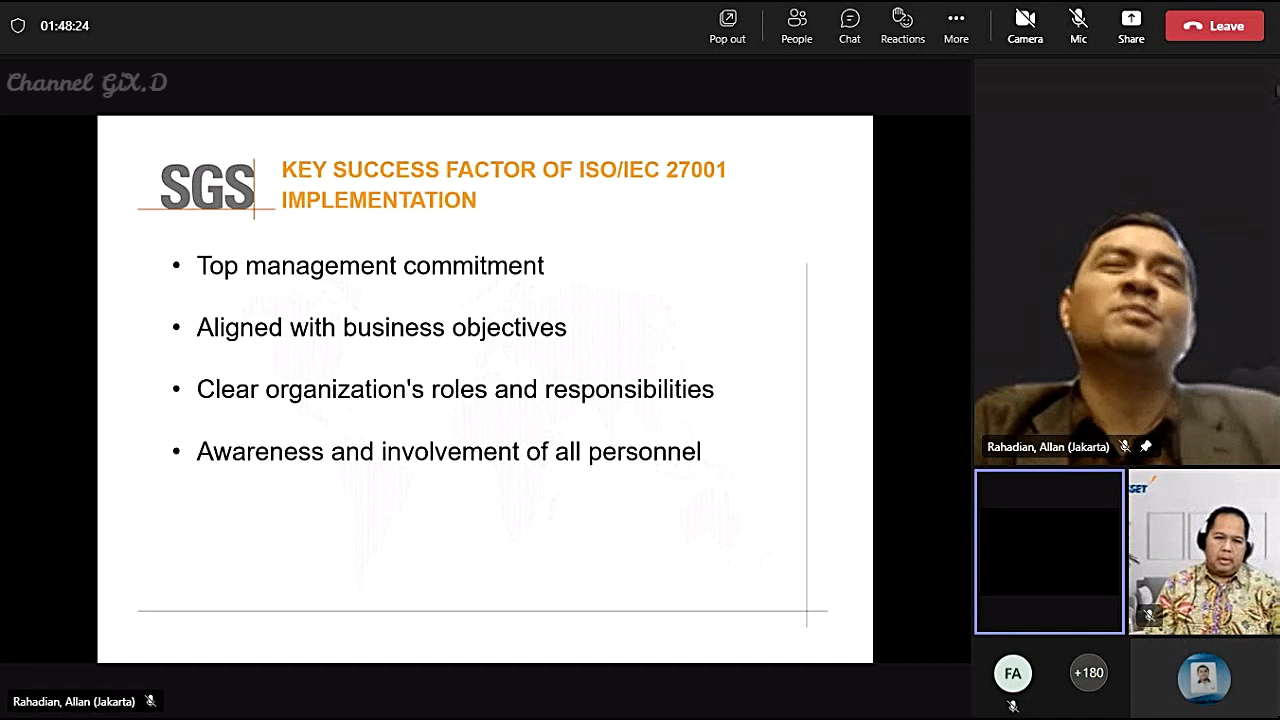 01:48:24
Pop out
People
Chat
Reactions
More
Camera
Mic
Share
Leave
Channel GiX.D
SGS
KEY SUCCESS FACTOR OF ISO/IEC 27001
IMPLEMENTATION
• Top management commitment
• Aligned with business objectives
• Clear organization's roles and responsibilities
• Awareness and involvement of all personnel
Rahadian, Allan (Jakarta)
SET
FA
+180
Rahadian, Allan (Jakarta)